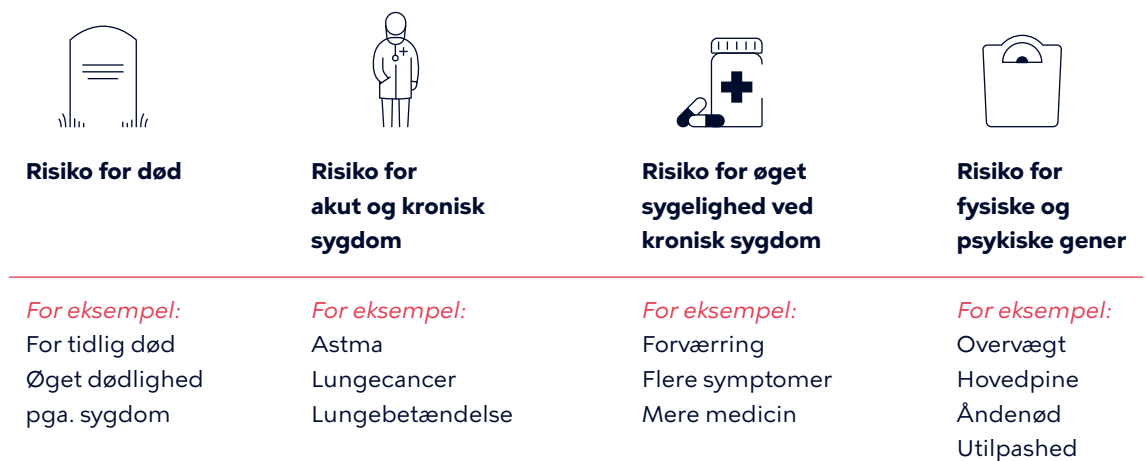 Risiko for død
Risiko for
akut og kronisk
sygdom
Risiko for øget
sygelighed ved
kronisk sygdom
Risiko for
fysiske og
psykiske gener
For eksempel:
For tidlig død
Øget dødlighed
pga. sygdom
For eksempel:
Astma
Lungecancer
Lungebetændelse
For eksempel:
Forværring
Flere symptomer
Mere medicin
For eksempel:
Overvægt
Hovedpine
Åndenød
Utilpashed